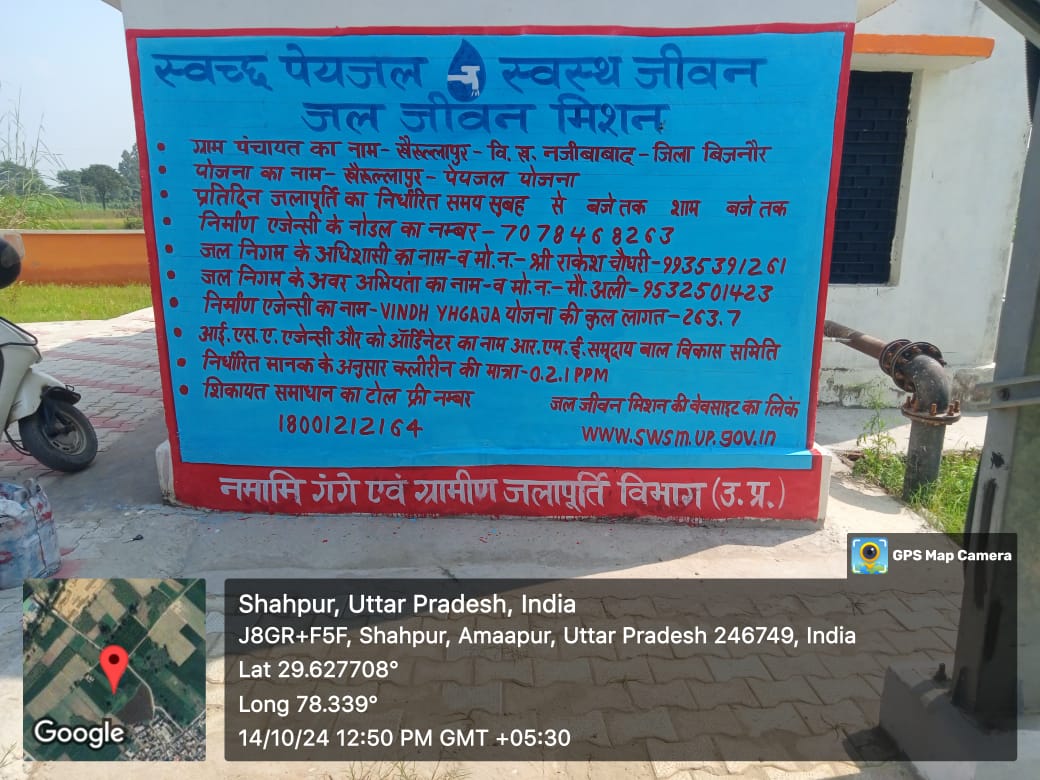 स्वच्छ पेयजल स्वस्थ जीवन
जल जीवन मिशन
• ग्राम पंचायत का नाम- खैरुल्लापुर - वि. स. नजीबाबाद - जिला बिजनौर
• योजना का नाम- खैरूल्लापुर - पेयजल योजना
• प्रतिदिन जलापूर्ति का निर्धारित समय सुबह से बजे तक शाम बजे तक
• निर्माण एजेन्सी के नोडल का नम्बर - 7078468263
• जल निगम के अधिशासी का नाम-व मो.न.- श्री राकेश चौधरी-9935391261
• जल निगम के अवर अभियंता का नाम-व मो.न.- मौ. अली-9532501423
• निर्माण एजेन्सी का नाम-VINDH YHGAJA योजना की कुल लागत-263.7
• आई. एस. ए. एजेन्सी और को ऑर्डिनेटर का नाम आर. एम. ई. समुदाय बाल विकास समिति
• निर्धारित मानक के अनुसार क्लोरीन की मात्रा-0.2.1 PPM
• शिकायत समाधान का टोल फ्री नम्बर
18001212164
जल जीवन मिशन की वेबसाइट का लिंक
WWW.SWSM.UP.GOV.IN
नमामि गंगे एवं ग्रामीण जलापूर्ति विभाग (उ.प्र.)
GPS Map Camera
Google
Shahpur, Uttar Pradesh, India
J8GR+F5F, Shahpur, Amaapur, Uttar Pradesh 246749, India
Lat 29.627708°
Long 78.339°
14/10/24 12:50 PM GMT +05:30